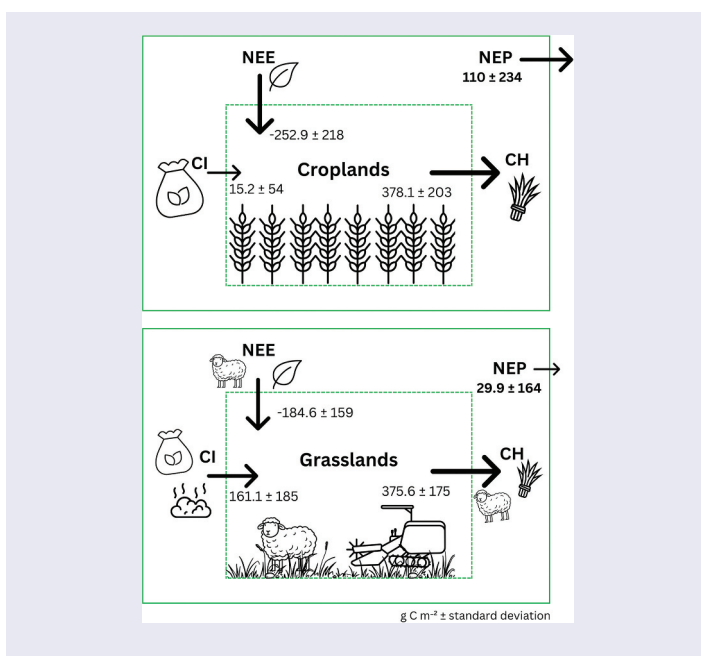 NEE
NEP
110 ± 234
-252.9 ± 218
CI
Croplands
CH
15.2 ± 54
378.1 ± 203
NEE
NEP
29.9 ± 164
-184.6 ± 159
CI
Grasslands
CH
161.1 ± 185
375.6 ± 175
g C m⁻² ± standard deviation